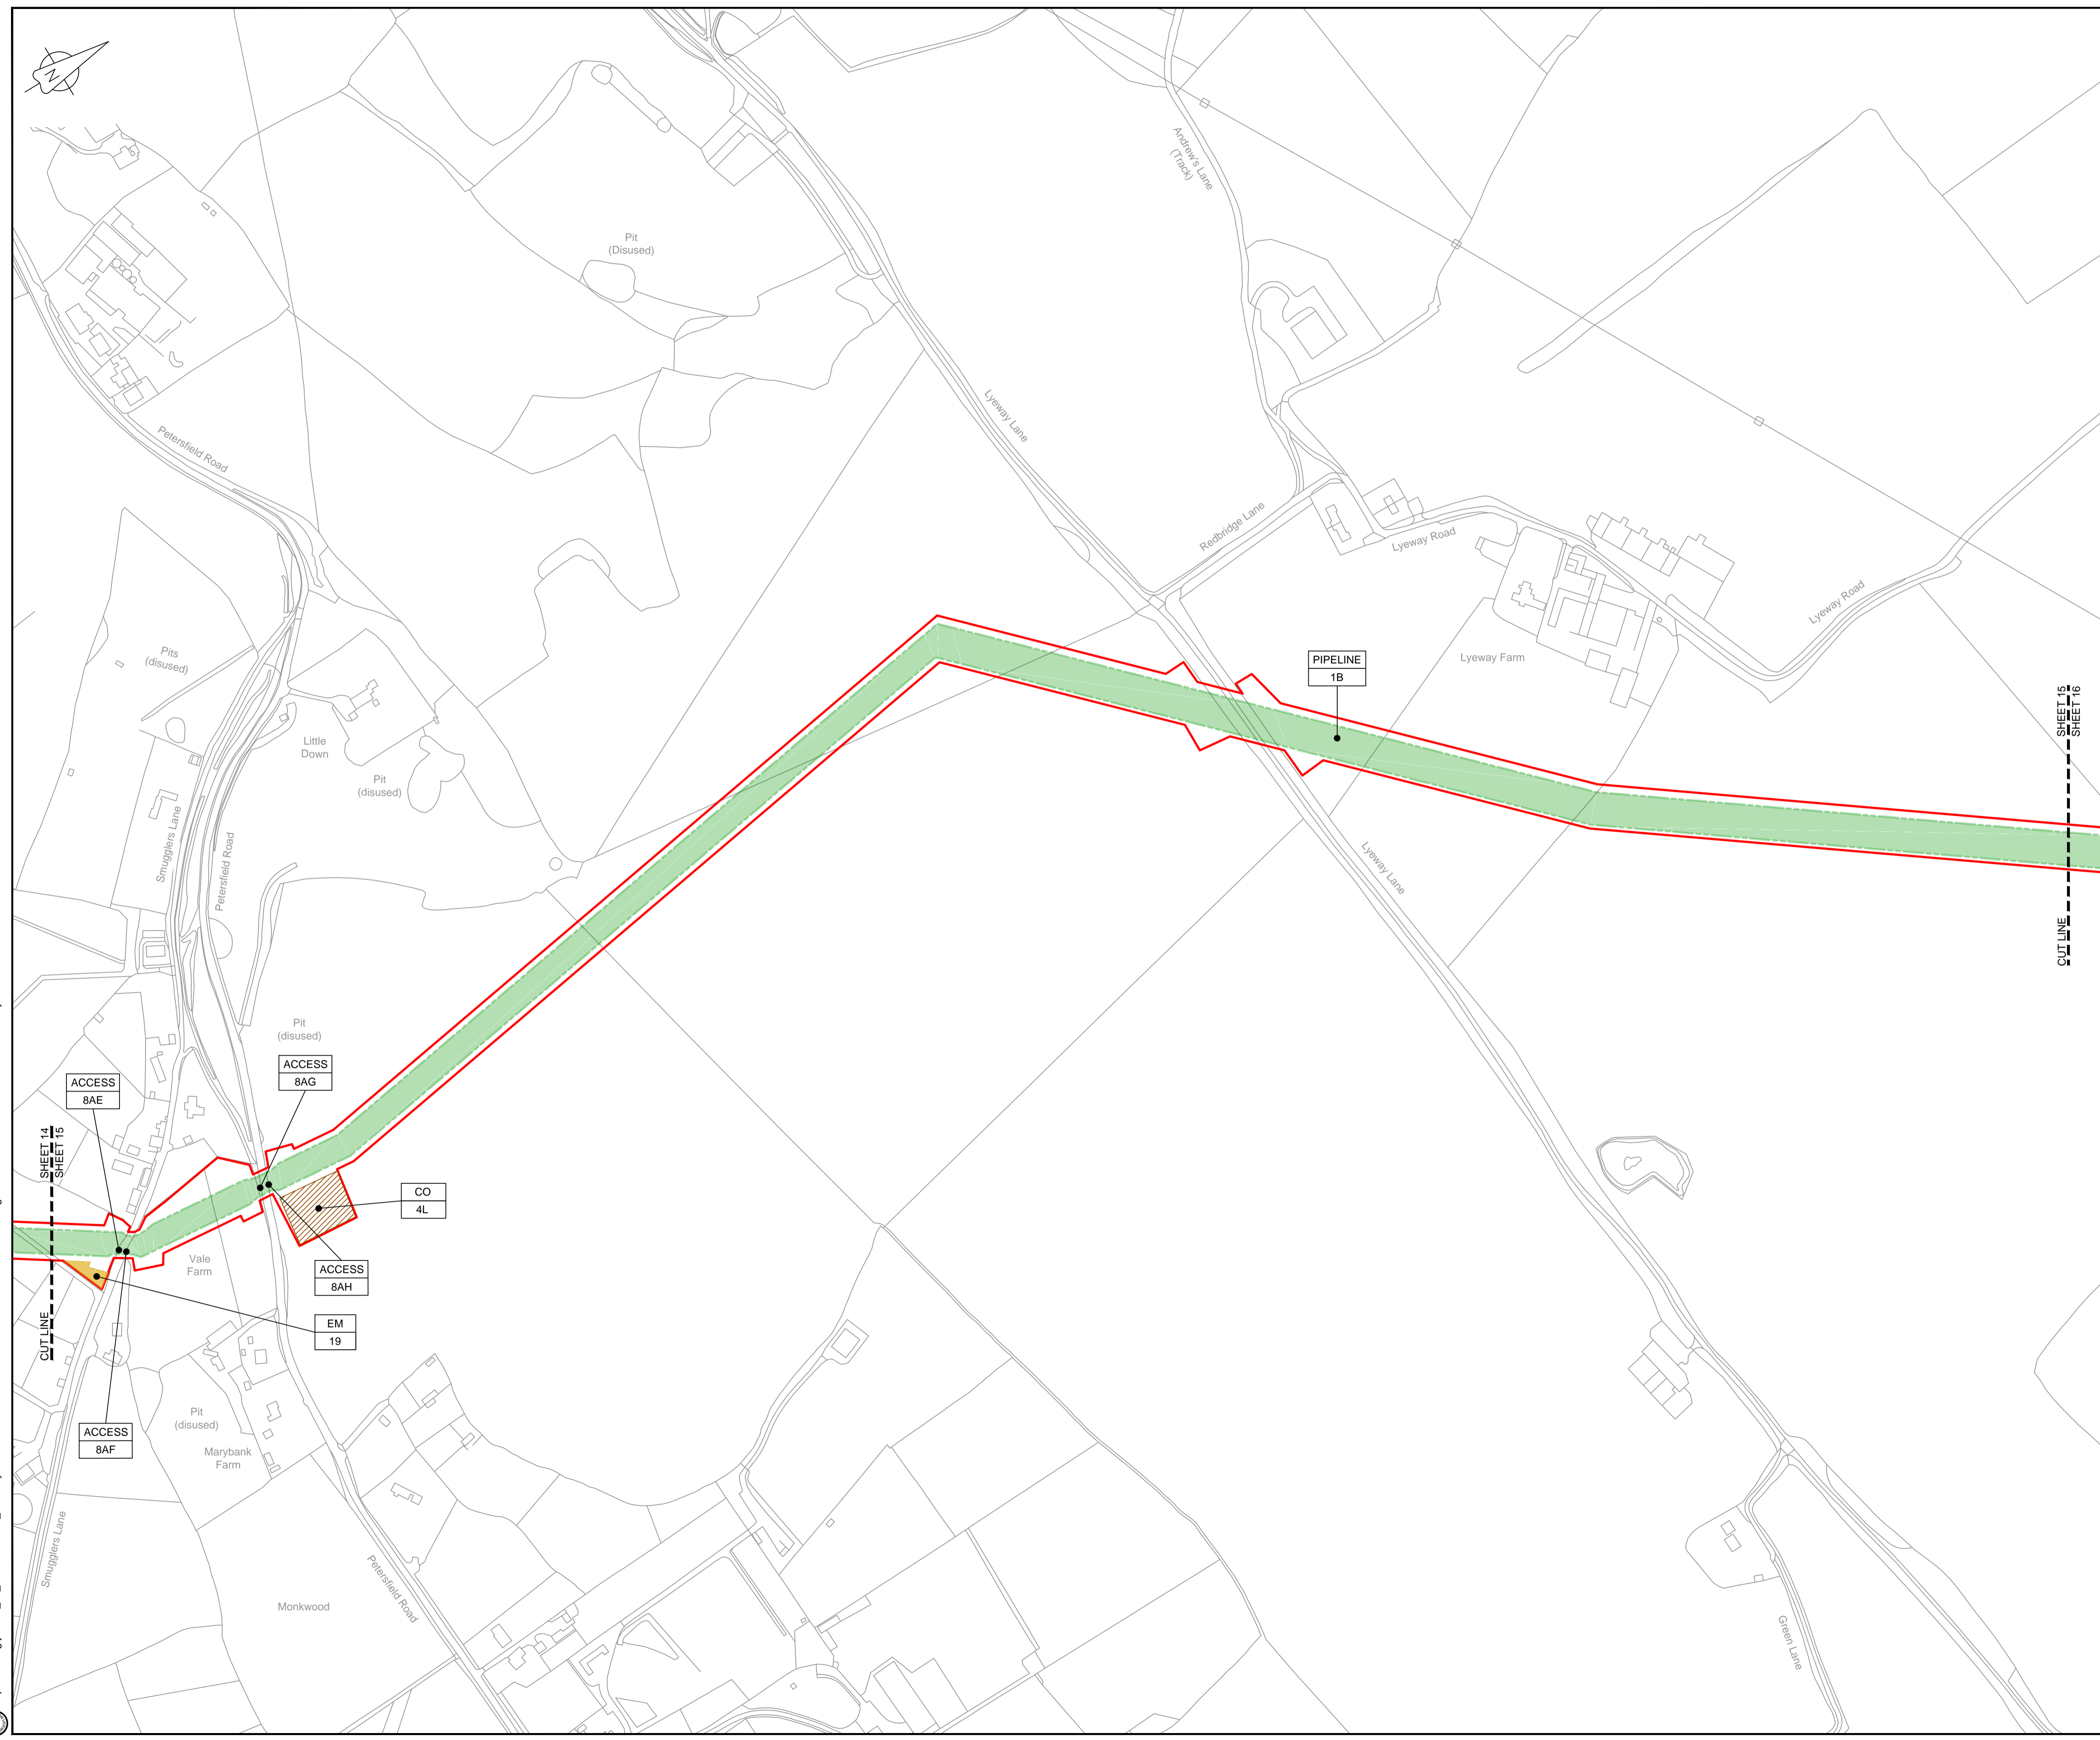 N
Pit
(Disused)
Andrew's Lane
(Track)
Petersfield Road
Lyeway Lane
Redbridge Lane
Lyeway Road
Lyeway Road
Pits
(disused)
Lyeway Farm
PIPELINE
1B
SHEET 15
SHEET 16
CUT LINE
Little
Down
Pit
(disused)
Smugglers Lane
Petersfield Road
Lyeway Lane
Pit
(disused)
ACCESS
8AG
ACCESS
8AE
SHEET 14
SHEET 15
CUT LINE
CO
4L
Vale
Farm
ACCESS
8AH
EM
19
ACCESS
8AF
Pit
(disused)
Marybank
Farm
Smugglers Lane
Petersfield Road
Monkwood
Green Lane